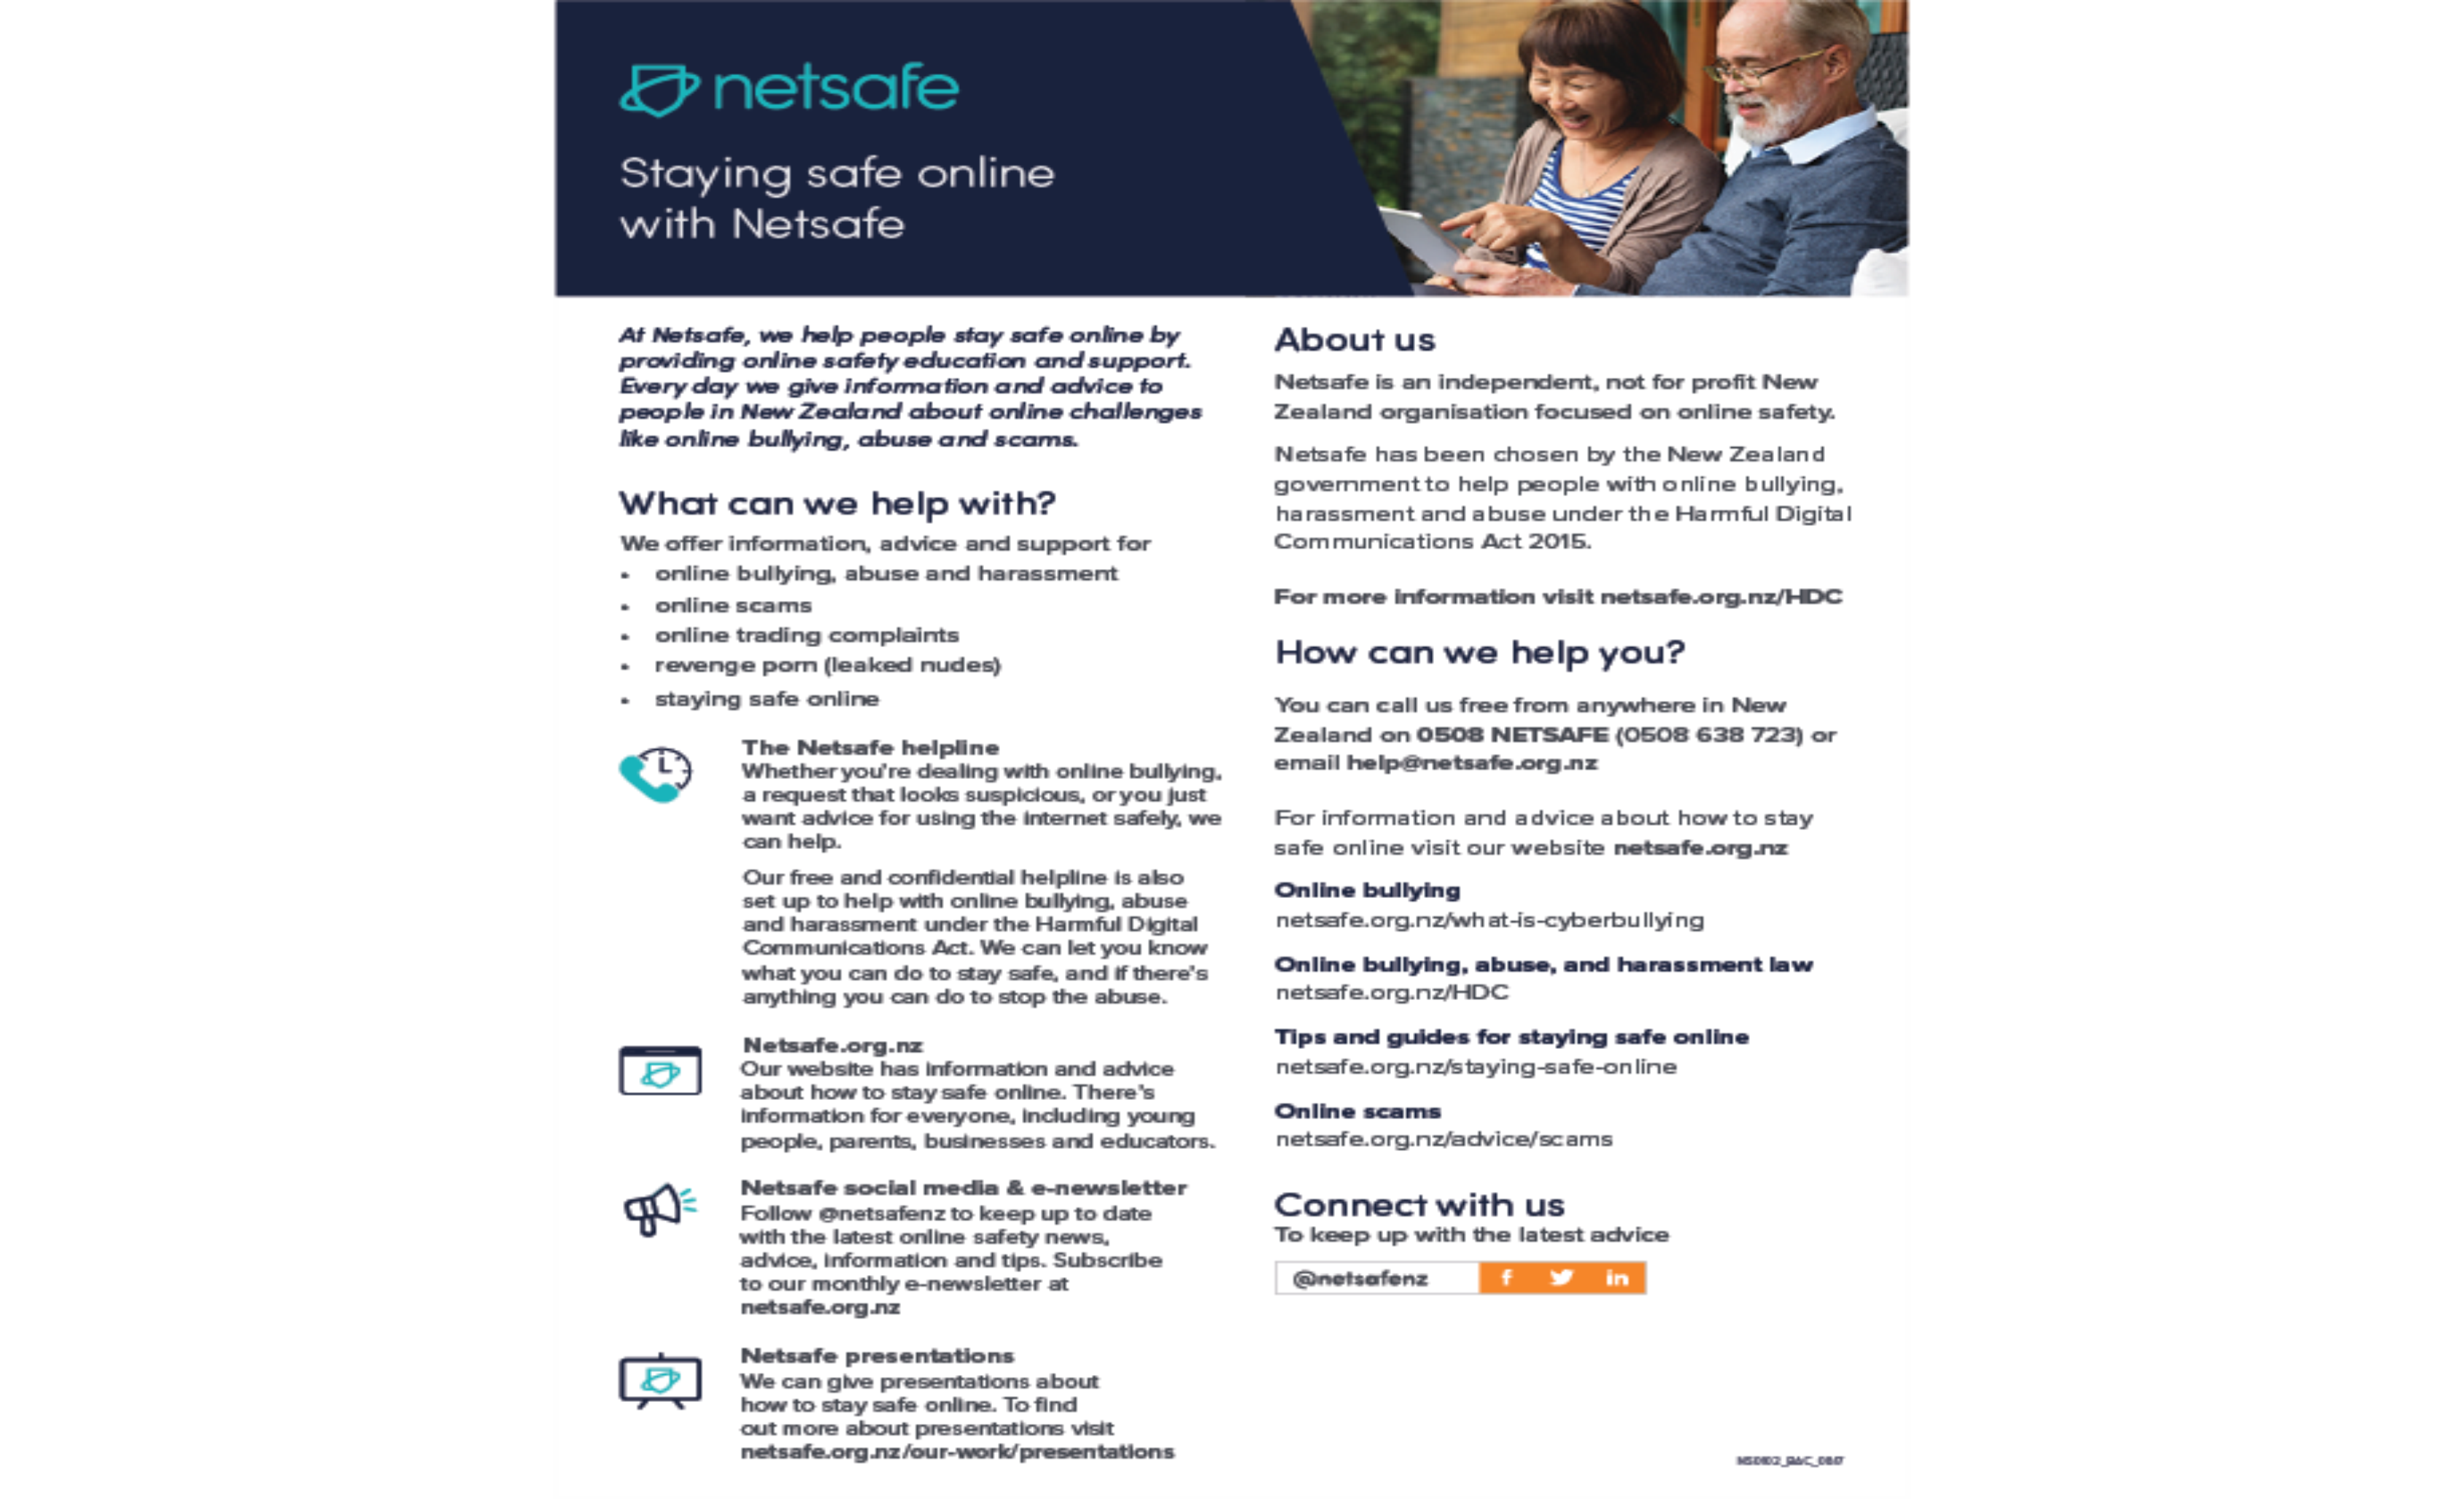 netsafe
Staying safe online
with Netsafe
At Netsafe, we help people stay safe online by
providing online safety education and support.
Every day we give information and advice to
people in New Zealand about online challenges
like online bullying, abuse and scams.
What can we help with?
We offer information, advice and support for
• online bullying, abuse and harassment
• online scams
• online trading complaints
• revenge porn (leaked nudes)
• staying safe online
The Netsafe helpline
Whether you're dealing with online bullying,
a request that looks suspicious, or you just
want advice for using the internet safely, we
can help.
Our free and confidential helpline is also
set up to help with online bullying, abuse
and harassment under the Harmful Digital
Communications Act. We can let you know
what you can do to stay safe, and if there's
anything you can do to stop the abuse.
Netsafe.org.nz
Our website has information and advice
about how to stay safe online. There's
information for everyone, including young
people, parents, businesses and educators.
Netsafe social media & e-newsletter
Follow @netsafenz to keep up to date
with the latest online safety news,
advice, information and tips. Subscribe
to our monthly e-newsletter at
netsafe.org.nz
Netsafe presentations
We can give presentations about
how to stay safe online. To find
out more about presentations visit
netsafe.org.nz/our-work/presentations
About us
Netsafe is an independent, not for profit New
Zealand organisation focused on online safety.
Netsafe has been chosen by the New Zealand
government to help people with online bullying,
harassment and abuse under the Harmful Digital
Communications Act 2015.
For more information visit netsafe.org.nz/HDC
How can we help you?
You can call us free from anywhere in New
Zealand on 0508 NETSAFE (0508 638 723) or
email help@netsafe.org.nz
For information and advice about how to stay
safe online visit our website netsafe.org.nz
Online bullying
netsafe.org.nz/what-is-cyberbullying
Online bullying, abuse, and harassment law
netsafe.org.nz/HDC
Tips and guides for staying safe online
netsafe.org.nz/staying-safe-online
Online scams
netsafe.org.nz/advice/scams
Connect with us
To keep up with the latest advice
@netsafenz f in